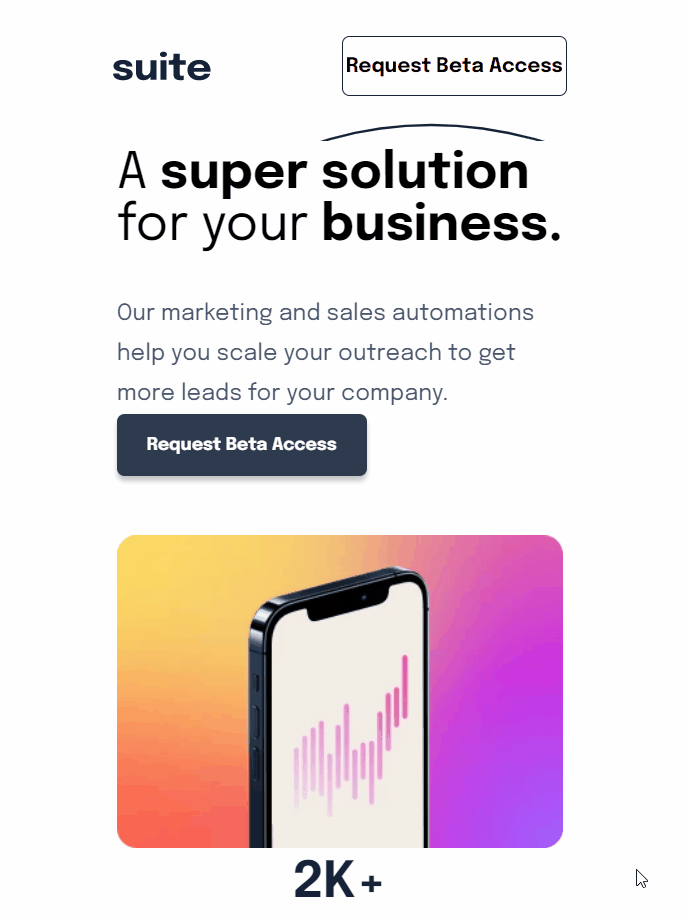 suite
Request Beta Access
A super solution
for your business.
Our marketing and sales automations
help you scale your outreach to get
more leads for your company.
Request Beta Access
2K+